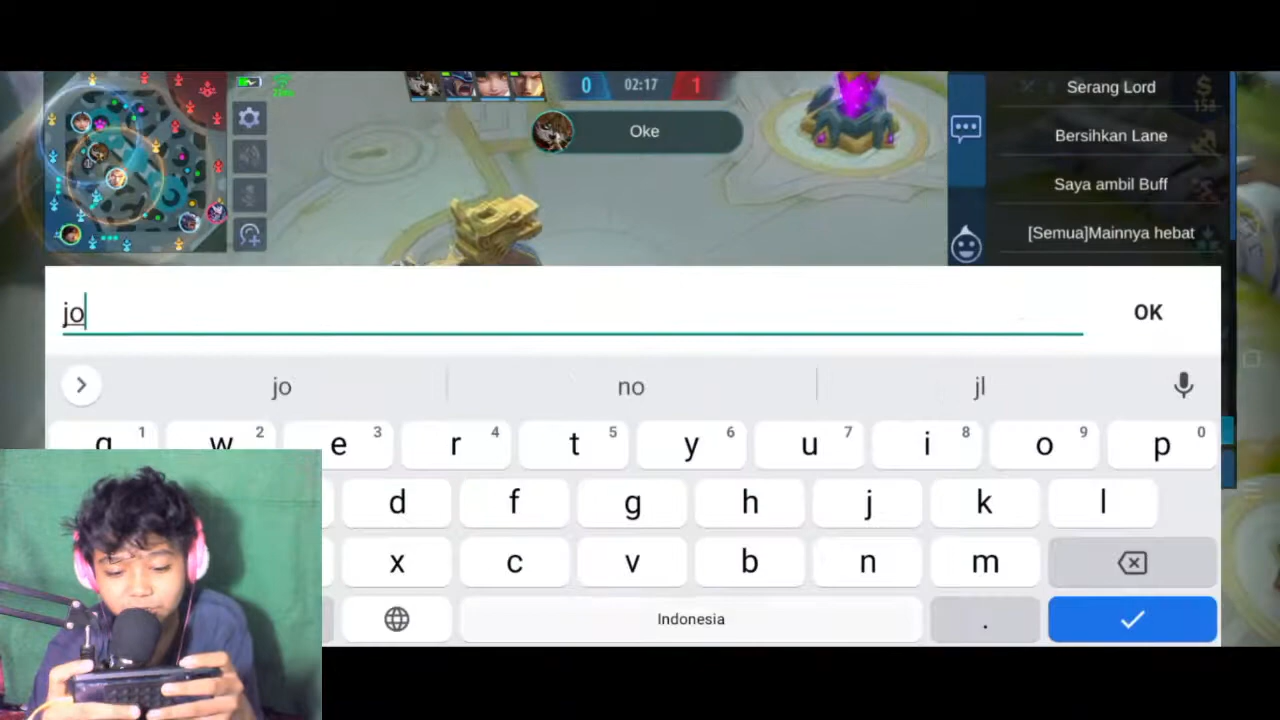 0 02:17 1
Serang Lord
154
Oke
Bersihkan Lane
Saya ambil Buff
[Semua]Mainnya hebat
jo
OK
jo no jl
1 2 3 4 5 6 7 8 9 0
q w e r t y u i o p
d f g h j k l
x c v b n m
Indonesia .